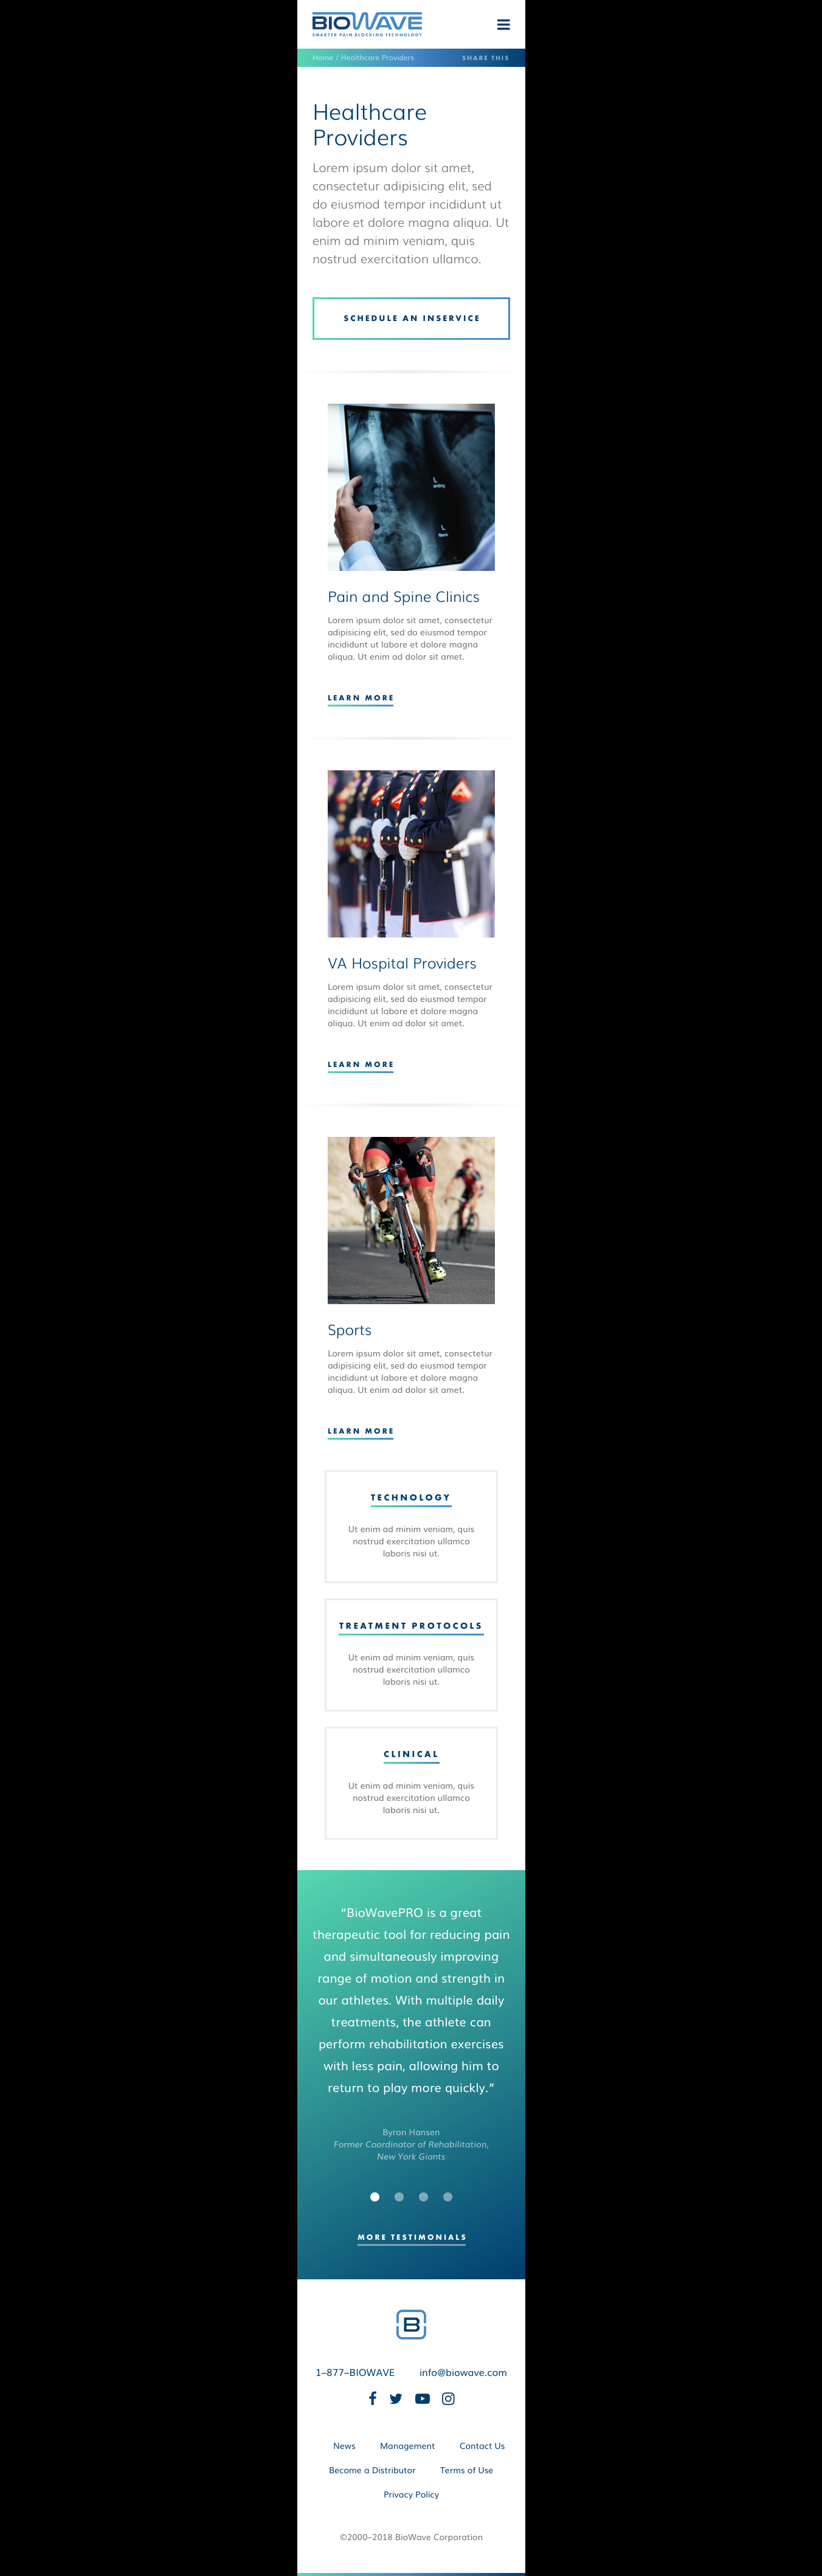 BIOWAVE
SMARTER PAIN BLOCKING TECHNOLOGY
Home / Healthcare Providers
SHARE THIS
Healthcare
Providers
Lorem ipsum dolor sit amet,
consectetur adipisicing elit, sed
do eiusmod tempor incididunt ut
labore et dolore magna aliqua. Ut
enim ad minim veniam, quis
nostrud exercitation ullamco.
SCHEDULE AN INSERVICE
Pain and Spine Clinics
Lorem ipsum dolor sit amet, consectetur
adipisicing elit, sed do eiusmod tempor
incididunt ut labore et dolore magna
aliqua. Ut enim ad dolor sit amet.
LEARN MORE
VA Hospital Providers
Lorem ipsum dolor sit amet, consectetur
adipisicing elit, sed do eiusmod tempor
incididunt ut labore et dolore magna
aliqua. Ut enim ad dolor sit amet.
LEARN MORE
Sports
Lorem ipsum dolor sit amet, consectetur
adipisicing elit, sed do eiusmod tempor
incididunt ut labore et dolore magna
aliqua. Ut enim ad dolor sit amet.
LEARN MORE
TECHNOLOGY
Ut enim ad minim veniam, quis
nostrud exercitation ullamco
laboris nisi ut.
TREATMENT PROTOCOLS
Ut enim ad minim veniam, quis
nostrud exercitation ullamco
laboris nisi ut.
CLINICAL
Ut enim ad minim veniam, quis
nostrud exercitation ullamco
laboris nisi ut.
“BioWavePRO is a great
therapeutic tool for reducing pain
and simultaneously improving
range of motion and strength in
our athletes. With multiple daily
treatments, the athlete can
perform rehabilitation exercises
with less pain, allowing him to
return to play more quickly.”
Byron Hansen
Former Coordinator of Rehabilitation,
New York Giants
MORE TESTIMONIALS
B
1–877–BIOWAVE
info@biowave.com
News
Management
Contact Us
Become a Distributor
Terms of Use
Privacy Policy
©2000–2018 BioWave Corporation